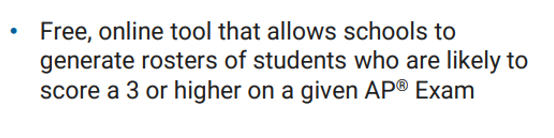 • Free, online tool that allows schools to
generate rosters of students who are likely to
score a 3 or higher on a given AP® Exam